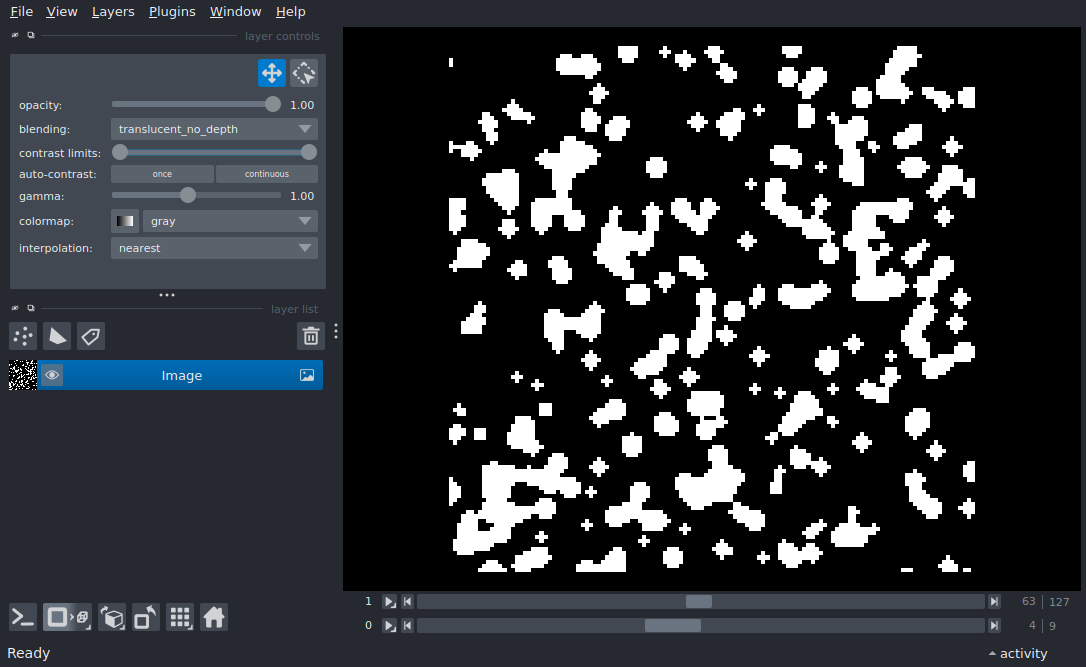 File View Layers Plugins Window Help
layer controls
opacity: 1.00
blending: translucent_no_depth
contrast limits:
auto-contrast: once continuous
gamma: 1.00
colormap: gray
interpolation: nearest
layer list
Image
1 63 127
0 4 9
Ready activity